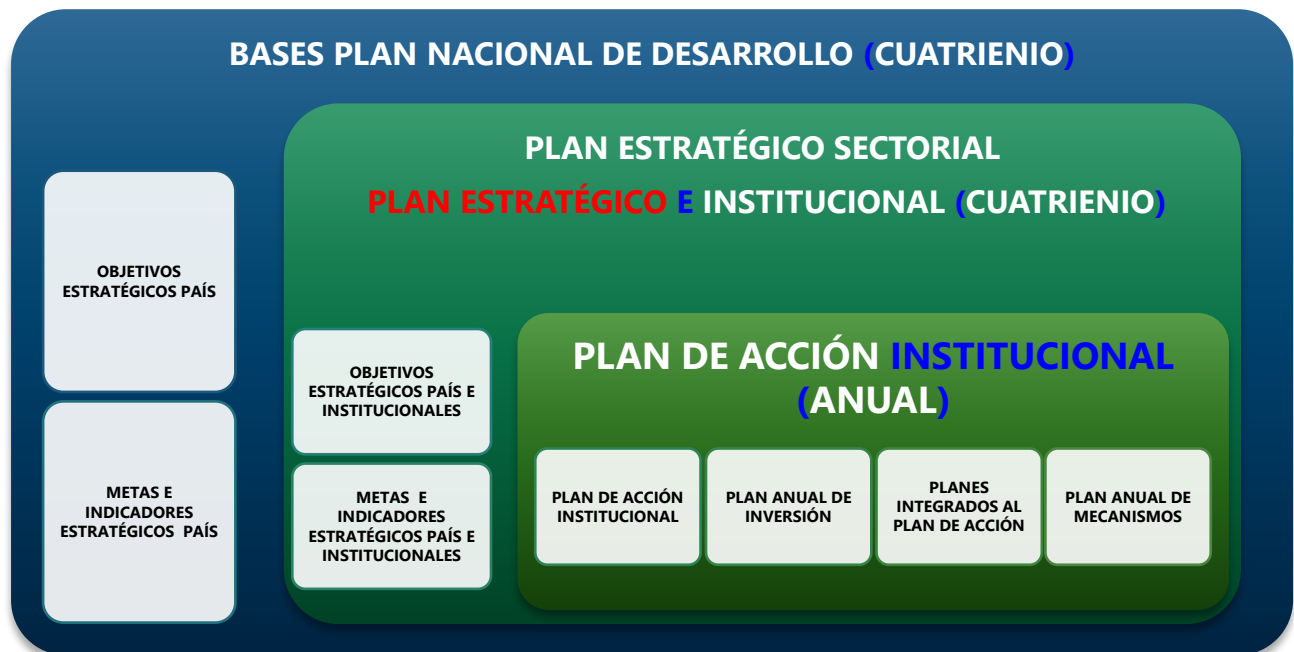 BASES PLAN NACIONAL DE DESARROLLO (CUATRIENIO)
PLAN ESTRATÉGICO SECTORIAL
PLAN ESTRATÉGICO E INSTITUCIONAL (CUATRIENIO)
OBJETIVOS
ESTRATÉGICOS PAÍS
METAS E
INDICADORES
ESTRATÉGICOS PAÍS
OBJETIVOS
ESTRATÉGICOS PAÍS E
INSTITUCIONALES
METAS E
INDICADORES
ESTRATÉGICOS PAÍS E
INSTITUCIONALES
PLAN DE ACCIÓN INSTITUCIONAL
(ANUAL)
PLAN DE ACCIÓN
INSTITUCIONAL
PLAN ANUAL DE
INVERSIÓN
PLANES
INTEGRADOS AL
PLAN DE ACCIÓN
PLAN ANUAL DE
MECANISMOS